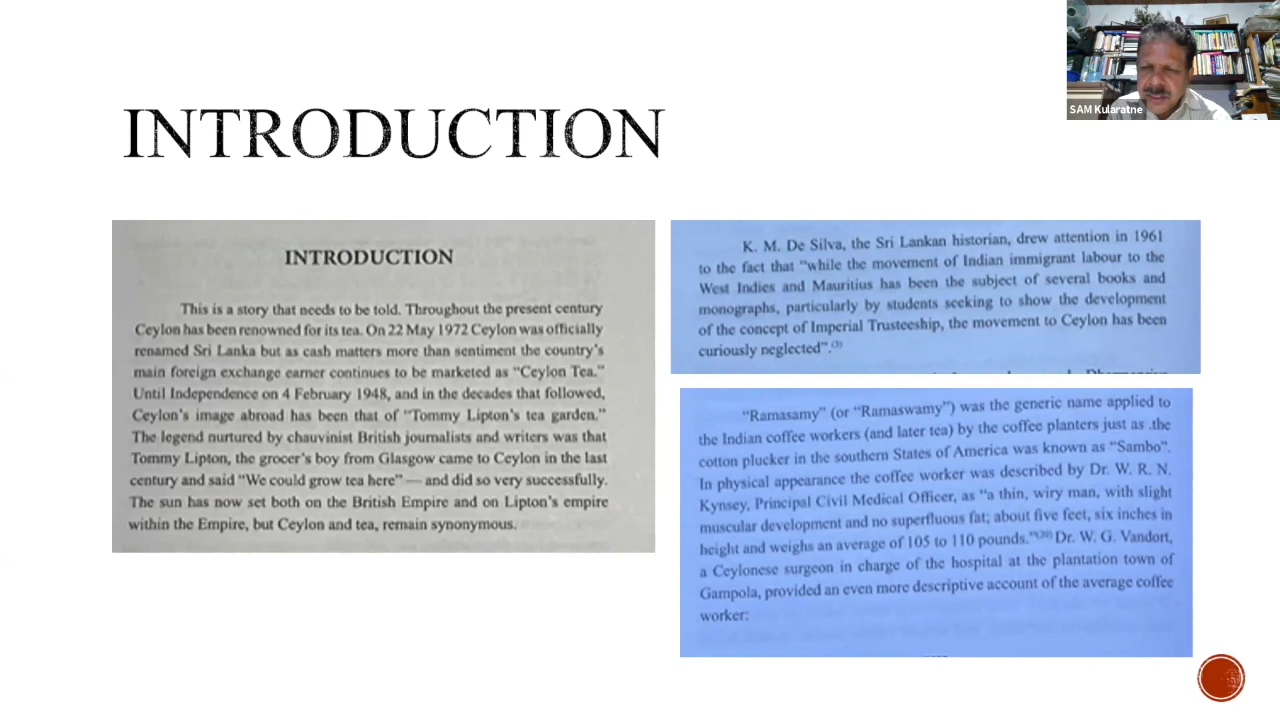 INTRODUCTION
SAM Kularatne
INTRODUCTION
This is a story that needs to be told. Throughout the present century
Ceylon has been renowned for its tea. On 22 May 1972 Ceylon was officially
renamed Sri Lanka but as cash matters more than sentiment the country's
main foreign exchange earner continues to be marketed as “Ceylon Tea.”
Until Independence on 4 February 1948, and in the decades that followed,
Ceylon's image abroad has been that of “Tommy Lipton's tea garden.”
The legend nurtured by chauvinist British journalists and writers was that
Tommy Lipton, the grocer's boy from Glasgow came to Ceylon in the last
century and said “We could grow tea here” — and did so very successfully.
The sun has now set both on the British Empire and on Lipton's empire
within the Empire, but Ceylon and tea, remain synonymous.
K. M. De Silva, the Sri Lankan historian, drew attention in 1961
to the fact that “while the movement of Indian immigrant labour to the
West Indies and Mauritius has been the subject of several books and
monographs, particularly by students seeking to show the development
of the concept of Imperial Trusteeship, the movement to Ceylon has been
curiously neglected”.
“Ramasamy” (or “Ramaswamy”) was the generic name applied to
the Indian coffee workers (and later tea) by the coffee planters just as .the
cotton plucker in the southern States of America was known as “Sambo”.
In physical appearance the coffee worker was described by Dr. W. R. N.
Kynsey, Principal Civil Medical Officer, as “a thin, wiry man, with slight
muscular development and no superfluous fat; about five feet, six inches in
height and weighs an average of 105 to 110 pounds.” Dr. W. G. Vandort,
a Ceylonese surgeon in charge of the hospital at the plantation town of
Gampola, provided an even more descriptive account of the average coffee
worker: